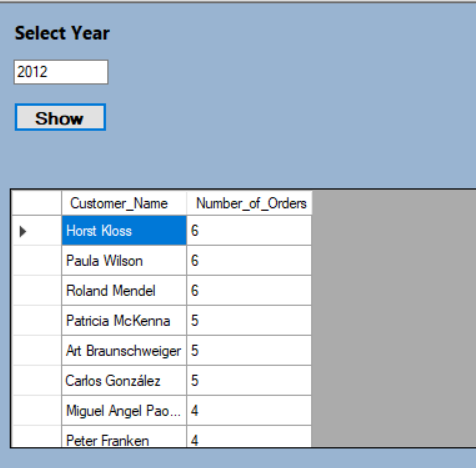 Select Year
2012
Show
Customer_Name Number_of_Orders
Horst Kloss 6
Paula Wilson 6
Roland Mendel 6
Patricia McKenna 5
Art Braunschweiger 5
Carlos González 5
Miguel Angel Pao... 4
Peter Franken 4